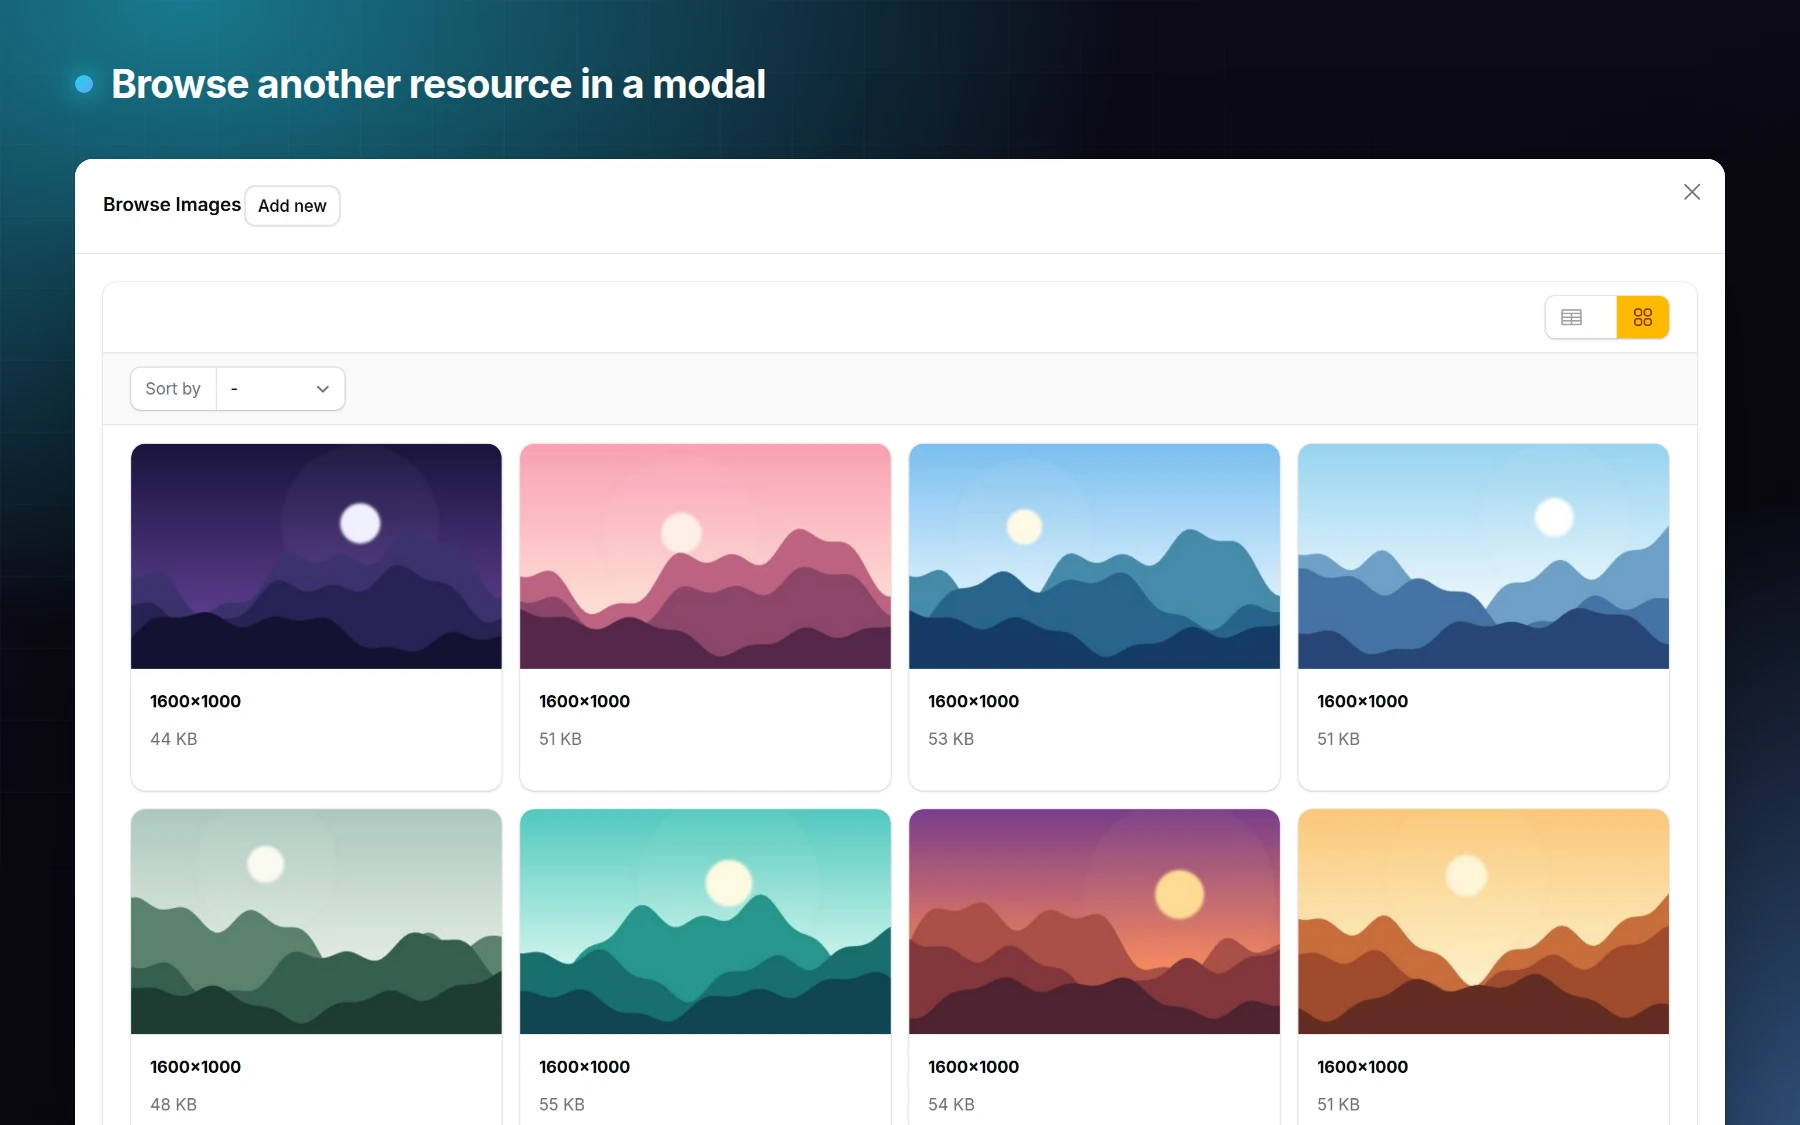 Browse another resource in a modal
Browse Images Add new
Sort by -
1600×1000 1600×1000 1600×1000 1600×1000
44 KB 51 KB 53 KB 51 KB
1600×1000 1600×1000 1600×1000 1600×1000
48 KB 55 KB 54 KB 51 KB